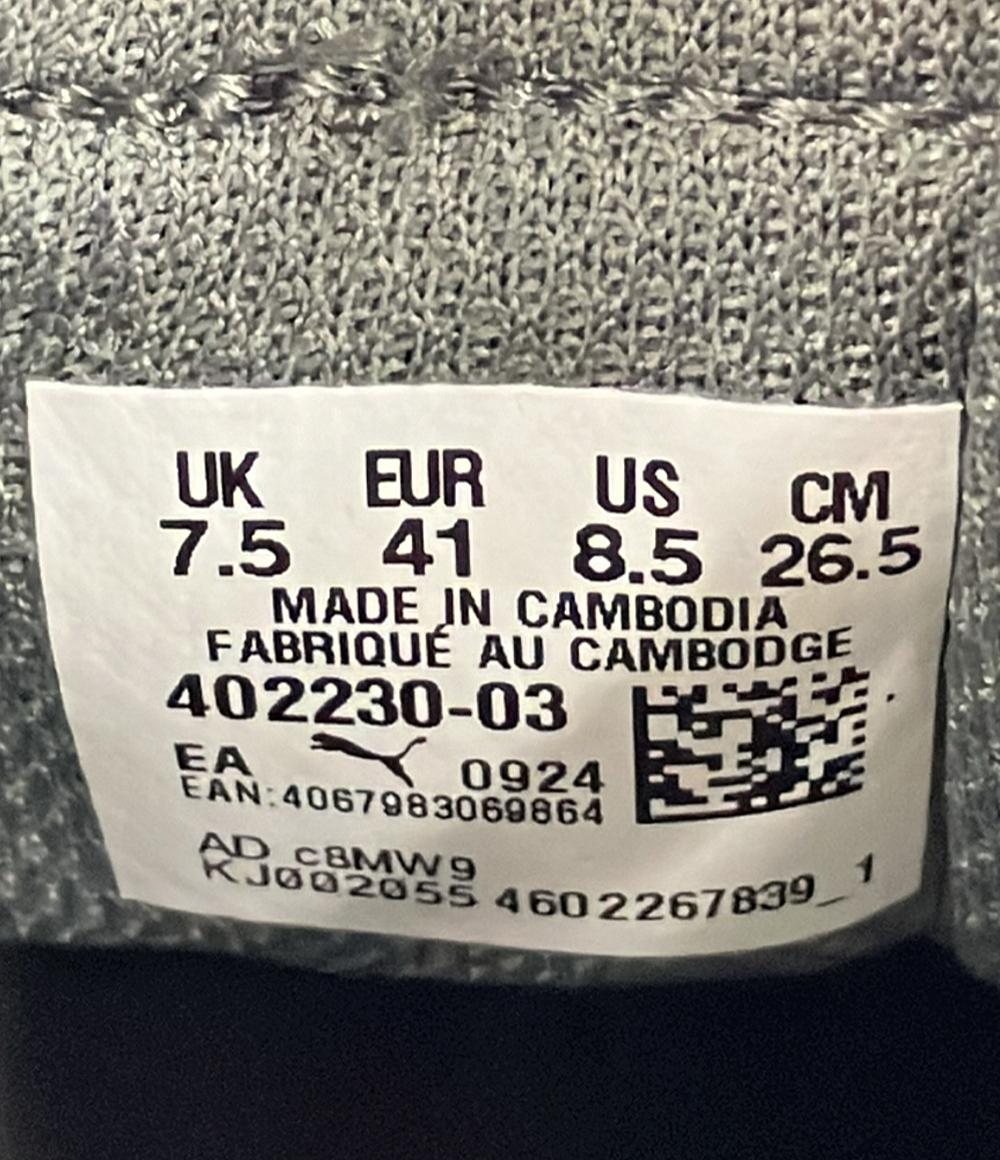 UK EUR US CM
7.5 41 8.5 26.5
MADE IN CAMBODIA
FABRIQUÉ AU CAMBODGE
402230-03
EA 0924
EAN:4067983069864
AD c8MW9
KJ002055 4602267839_1